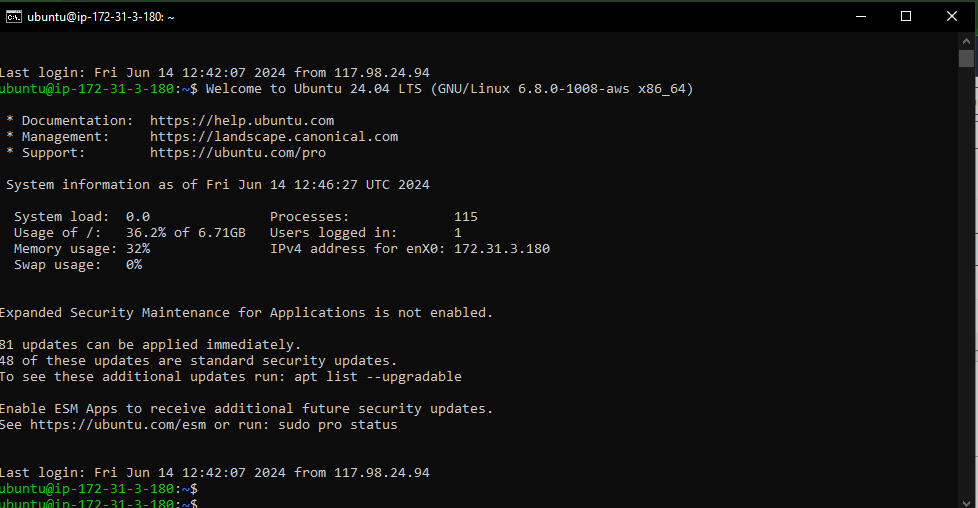 ubuntu@ip-172-31-3-180: ~
Last login: Fri Jun 14 12:42:07 2024 from 117.98.24.94
ubuntu@ip-172-31-3-180:~$ Welcome to Ubuntu 24.04 LTS (GNU/Linux 6.8.0-1008-aws x86_64)
* Documentation:  https://help.ubuntu.com
* Management:     https://landscape.canonical.com
* Support:        https://ubuntu.com/pro
System information as of Fri Jun 14 12:46:27 UTC 2024
System load:  0.0               Processes:             115
Usage of /:   36.2% of 6.71GB   Users logged in:       1
Memory usage: 32%               IPv4 address for enX0: 172.31.3.180
Swap usage:   0%
Expanded Security Maintenance for Applications is not enabled.
81 updates can be applied immediately.
48 of these updates are standard security updates.
To see these additional updates run: apt list --upgradable
Enable ESM Apps to receive additional future security updates.
See https://ubuntu.com/esm or run: sudo pro status
Last login: Fri Jun 14 12:42:07 2024 from 117.98.24.94
ubuntu@ip-172-31-3-180:~$
ubuntu@ip-172-31-3-180:~$